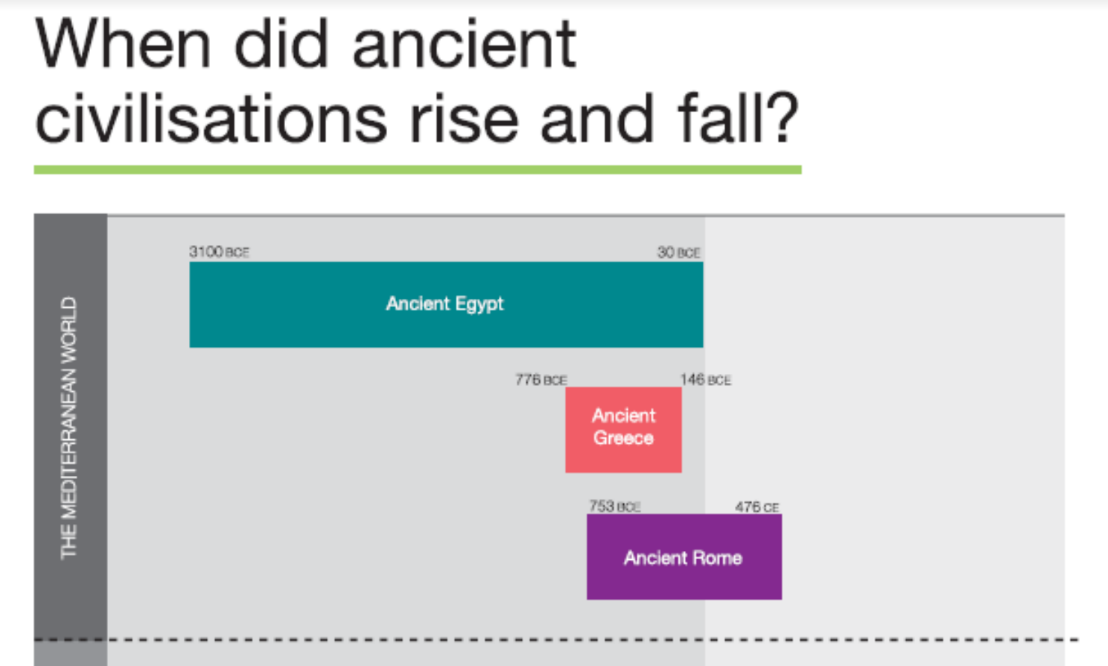 When did ancient
civilisations rise and fall?
THE MEDITERRANEAN WORLD
3100 BCE
30 BCE
Ancient Egypt
776 BCE
146 BCE
Ancient
Greece
753 BCE
476 CE
Ancient Rome